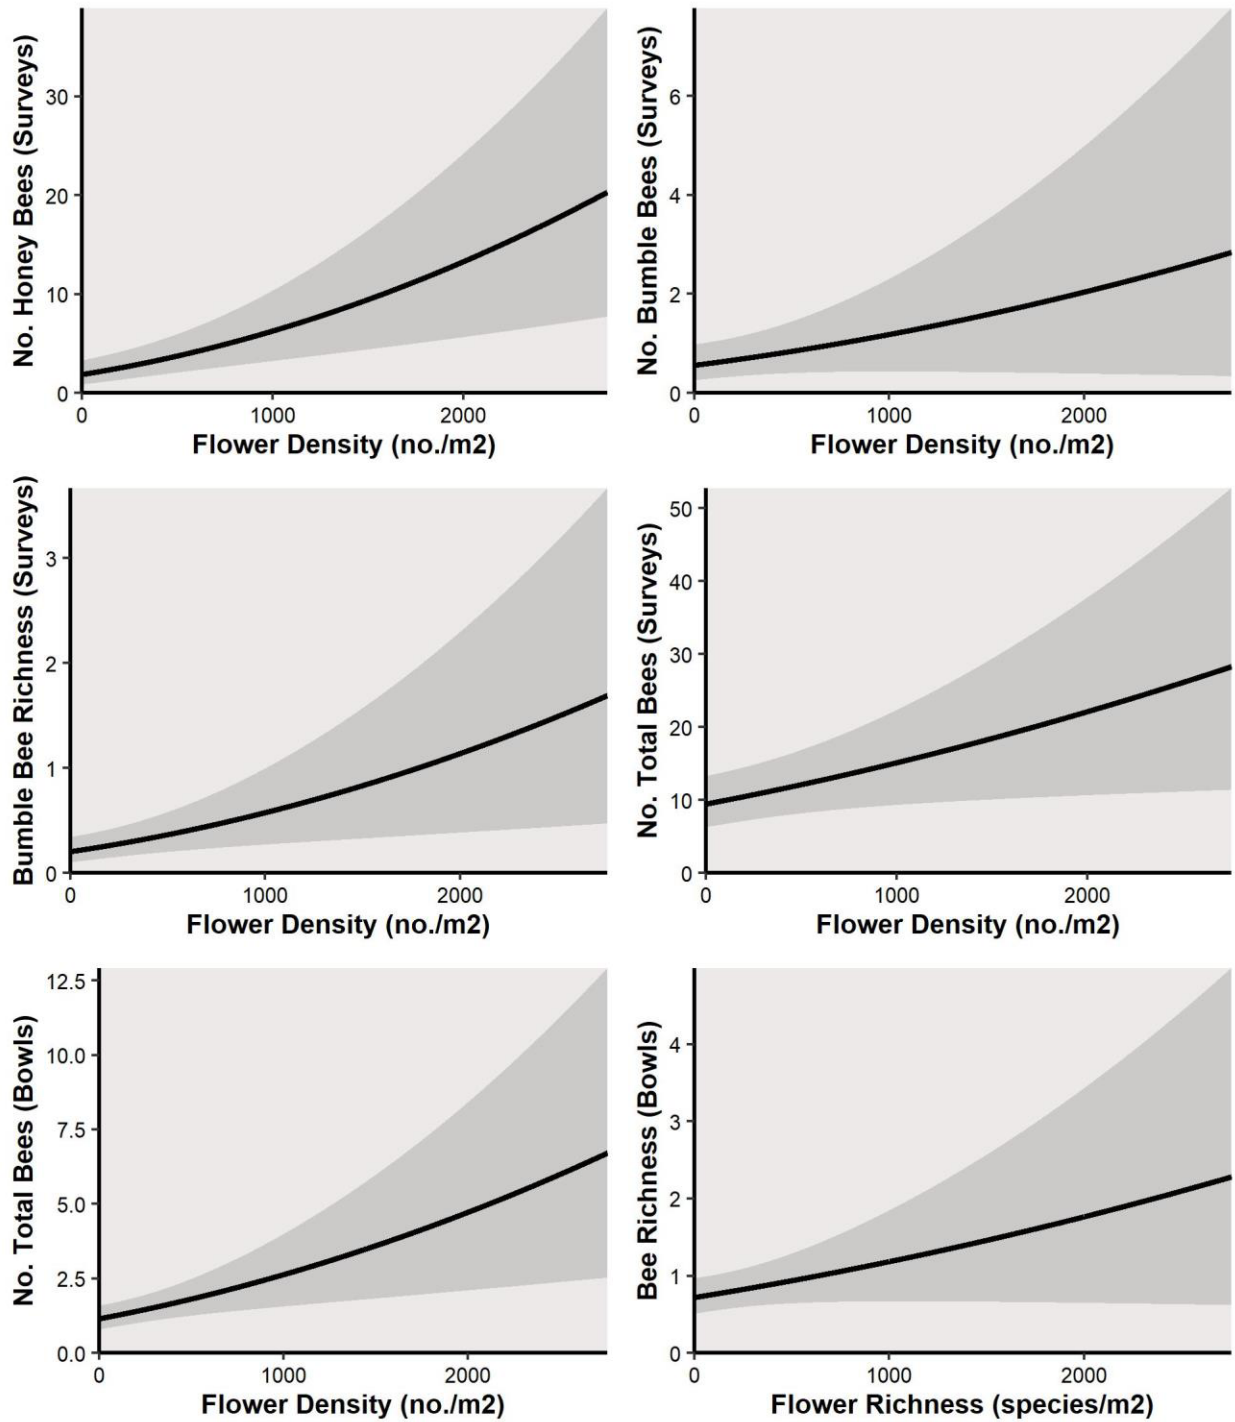 No. Honey Bees (Surveys)
30
20
10
0
0 1000 2000
Flower Density (no./m2)
No. Bumble Bees (Surveys)
6
4
2
0
0 1000 2000
Flower Density (no./m2)
Bumble Bee Richness (Surveys)
3
2
1
0
0 1000 2000
Flower Density (no./m2)
No. Total Bees (Surveys)
50
40
30
20
10
0
0 1000 2000
Flower Density (no./m2)
No. Total Bees (Bowls)
12.5
10.0
7.5
5.0
2.5
0.0
0 1000 2000
Flower Density (no./m2)
Bee Richness (Bowls)
4
3
2
1
0
0 1000 2000
Flower Richness (species/m2)